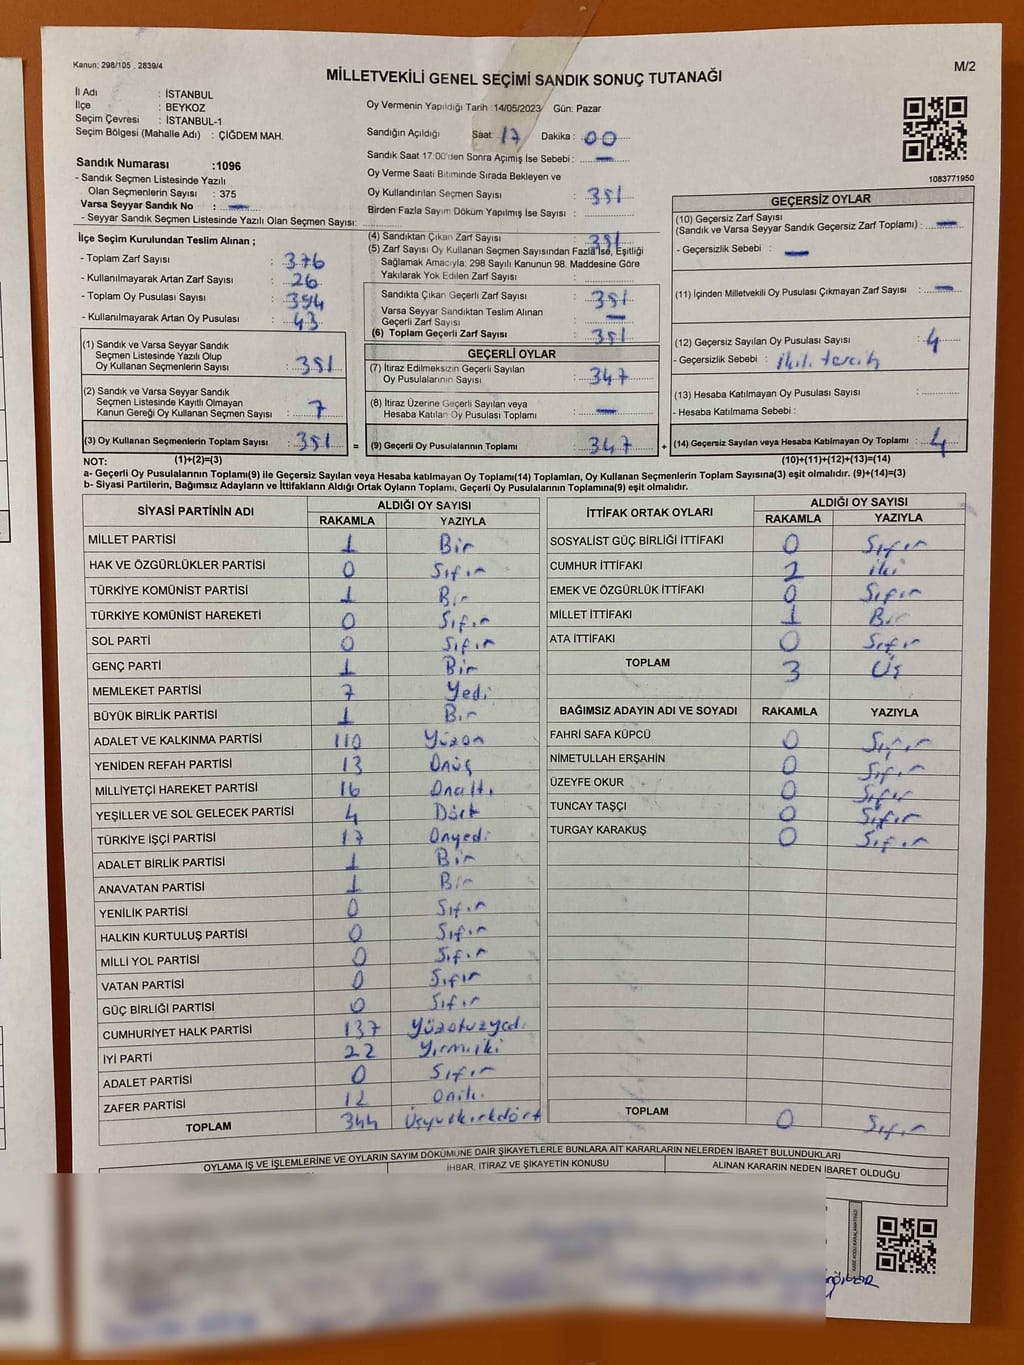 Kanun: 298/105 , 2839/4
M/2
MİLLETVEKİLİ GENEL SEÇİMİ SANDIK SONUÇ TUTANAĞI
İl Adı : İSTANBUL
İlçe : BEYKOZ
Seçim Çevresi : İSTANBUL-1
Seçim Bölgesi (Mahalle Adı) : ÇİĞDEM MAH.
Sandık Numarası :1096
- Sandık Seçmen Listesinde Yazılı
Olan Seçmenlerin Sayısı : 375
Varsa Seyyar Sandık No : —
- Seyyar Sandık Seçmen Listesinde Yazılı Olan Seçmen Sayısı:
Oy Vermenin Yapıldığı Tarih :14/05/2023 Gün: Pazar
Sandığın Açıldığı Saat: 17 Dakika : 00
Sandık Saat 17.00'den Sonra Açımış İse Sebebi : —
Oy Verme Saati Bitiminde Sırada Bekleyen ve
Oy Kullandırılan Seçmen Sayısı : 351
Birden Fazla Sayım Döküm Yapılmış İse Sayısı :
1083771950
İlçe Seçim Kurulundan Teslim Alınan ;
- Toplam Zarf Sayısı : 376
- Kullanılmayarak Artan Zarf Sayısı : 26
- Toplam Oy Pusulası Sayısı : 394
- Kullanılmayarak Artan Oy Pusulası : 43
(1) Sandık ve Varsa Seyyar Sandık
Seçmen Listesinde Yazılı Olup
Oy Kullanan Seçmenlerin Sayısı : 351
(2) Sandık ve Varsa Seyyar Sandık
Seçmen Listesinde Kayıtlı Olmayan
Kanun Gereği Oy Kullanan Seçmen Sayısı : 7
(3) Oy Kullanan Seçmenlerin Toplam Sayısı : 351 =
(1)+(2)=(3)
(4) Sandıktan Çıkan Zarf Sayısı : 351
(5) Zarf Sayısı Oy Kullanan Seçmen Sayısından Fazla İse, Eşitliği
Sağlamak Amacıyla; 298 Sayılı Kanunun 98. Maddesine Göre
Yakılarak Yok Edilen Zarf Sayısı :
Sandıkta Çıkan Geçerli Zarf Sayısı : 351
Varsa Seyyar Sandıktan Teslim Alınan
Geçerli Zarf Sayısı : —
(6) Toplam Geçerli Zarf Sayısı : 351
GEÇERLİ OYLAR
(7) İtiraz Edilmeksizin Geçerli Sayılan
Oy Pusulalarının Sayısı : 347
(8) İtiraz Üzerine Geçerli Sayılan veya
Hesaba Katılan Oy Pusulası Toplamı : —
(9) Geçerli Oy Pusulalarının Toplamı : 347 +
GEÇERSİZ OYLAR
(10) Geçersiz Zarf Sayısı
(Sandık ve Varsa Seyyar Sandık Geçersiz Zarf Toplamı) : —
- Geçersizlik Sebebi : —
(11) İçinden Milletvekili Oy Pusulası Çıkmayan Zarf Sayısı : —
(12) Geçersiz Sayılan Oy Pusulası Sayısı : 4
- Geçersizlik Sebebi : ikili tercih
(13) Hesaba Katılmayan Oy Pusulası Sayısı :
- Hesaba Katılmama Sebebi :
(14) Geçersiz Sayılan veya Hesaba Katılmayan Oy Toplamı : 4
(10)+(11)+(12)+(13)=(14)
NOT:
a- Geçerli Oy Pusulalarının Toplamı(9) ile Geçersiz Sayılan veya Hesaba katılmayan Oy Toplamı(14) Toplamları, Oy Kullanan Seçmenlerin Toplam Sayısına(3) eşit olmalıdır. (9)+(14)=(3)
b- Siyasi Partilerin, Bağımsız Adayların ve İttifakların Aldığı Ortak Oyların Toplamı, Geçerli Oy Pusulalarının Toplamına(9) eşit olmalıdır.
SİYASİ PARTİNİN ADI ALDIĞI OY SAYISI
RAKAMLA YAZIYLA
MİLLET PARTİSİ 1 Bir
HAK VE ÖZGÜRLÜKLER PARTİSİ 0 Sıfır
TÜRKİYE KOMÜNİST PARTİSİ 1 Bir
TÜRKİYE KOMÜNİST HAREKETİ 0 Sıfır
SOL PARTİ 0 Sıfır
GENÇ PARTİ 1 Bir
MEMLEKET PARTİSİ 7 Yedi
BÜYÜK BİRLİK PARTİSİ 1 Bir
ADALET VE KALKINMA PARTİSİ 110 Yüzon
YENİDEN REFAH PARTİSİ 13 Onüç
MİLLİYETÇİ HAREKET PARTİSİ 16 Onaltı
YEŞİLLER VE SOL GELECEK PARTİSİ 4 Dört
TÜRKİYE İŞÇİ PARTİSİ 17 Onyedi
ADALET BİRLİK PARTİSİ 1 Bir
ANAVATAN PARTİSİ 1 Bir
YENİLİK PARTİSİ 0 Sıfır
HALKIN KURTULUŞ PARTİSİ 0 Sıfır
MİLLİ YOL PARTİSİ 0 Sıfır
VATAN PARTİSİ 0 Sıfır
GÜÇ BİRLİĞİ PARTİSİ 0 Sıfır
CUMHURİYET HALK PARTİSİ 137 Yüzotuzyedi
İYİ PARTİ 22 Yirmiiki
ADALET PARTİSİ 0 Sıfır
ZAFER PARTİSİ 12 Oniki
TOPLAM 344 Üçyüzkırkdört
İTTİFAK ORTAK OYLARI ALDIĞI OY SAYISI
RAKAMLA YAZIYLA
SOSYALİST GÜÇ BİRLİĞİ İTTİFAKI 0 Sıfır
CUMHUR İTTİFAKI 2 iki
EMEK VE ÖZGÜRLÜK İTTİFAKI 0 Sıfır
MİLLET İTTİFAKI 1 Bir
ATA İTTİFAKI 0 Sıfır
TOPLAM 3 Üç
BAĞIMSIZ ADAYIN ADI VE SOYADI RAKAMLA YAZIYLA
FAHRİ SAFA KÜPCÜ 0 Sıfır
NİMETULLAH ERŞAHİN 0 Sıfır
ÜZEYFE OKUR 0 Sıfır
TUNCAY TAŞÇI 0 Sıfır
TURGAY KARAKUŞ 0 Sıfır
TOPLAM 0 Sıfır
OYLAMA İŞ VE İŞLEMLERİNE VE OYLARIN SAYIM DÖKÜMÜNE DAİR ŞİKAYETLERLE BUNLARA AİT KARARLARIN NELERDEN İBARET BULUNDUKLARI
İHBAR, İTİRAZ VE ŞİKAYETİN KONUSU ALINAN KARARIN NEDEN İBARET OLDUĞU